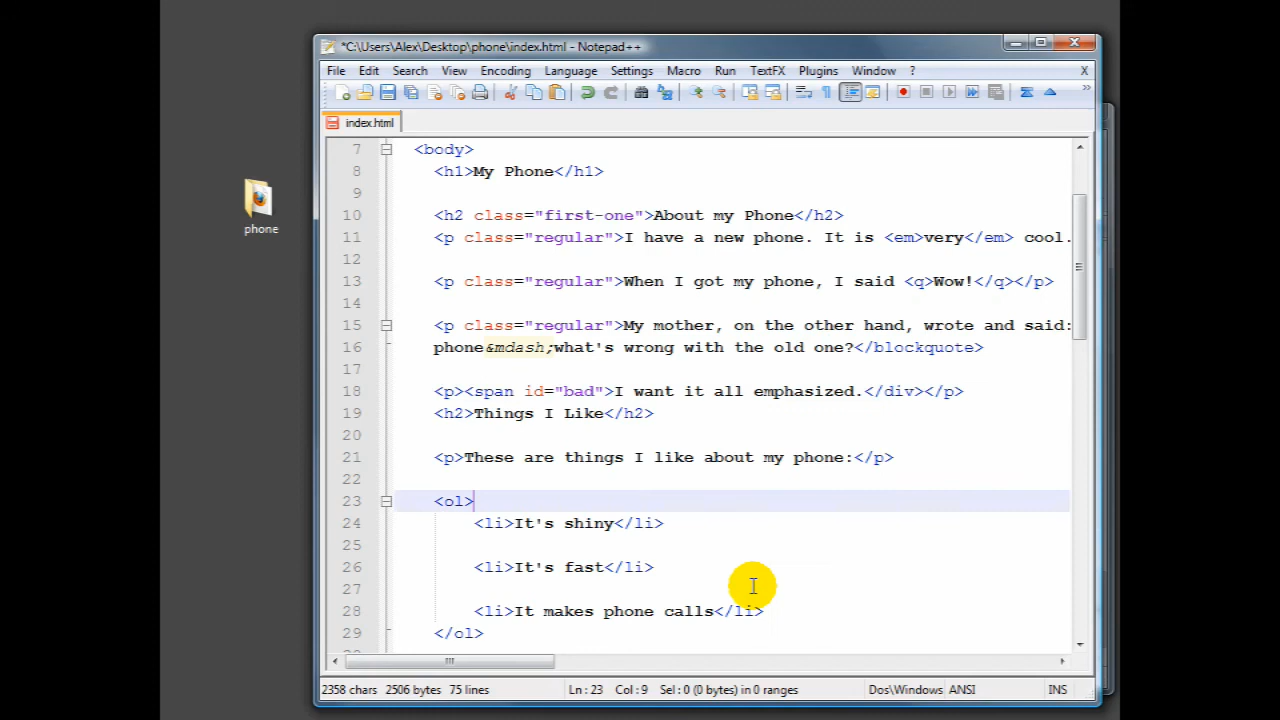 *C:\Users\Alex\Desktop\phone\index.html - Notepad++
File Edit Search View Encoding Language Settings Macro Run TextFX Plugins Window ? X
index.html
7 <body>
8 <h1>My Phone</h1>
9
10 <h2 class="first-one">About my Phone</h2>
11 <p class="regular">I have a new phone. It is <em>very</em> cool.
12
13 <p class="regular">When I got my phone, I said <q>Wow!</q></p>
14
15 <p class="regular">My mother, on the other hand, wrote and said:
16 phone&mdash;what's wrong with the old one?</blockquote>
17
18 <p><span id="bad">I want it all emphasized.</div></p>
19 <h2>Things I Like</h2>
20
21 <p>These are things I like about my phone:</p>
22
23 <ol>
24 <li>It's shiny</li>
25
26 <li>It's fast</li>
27
28 <li>It makes phone calls</li>
29 </ol>
phone
2358 chars 2506 bytes 75 lines Ln : 23 Col : 9 Sel : 0 (0 bytes) in 0 ranges Dos\Windows ANSI INS